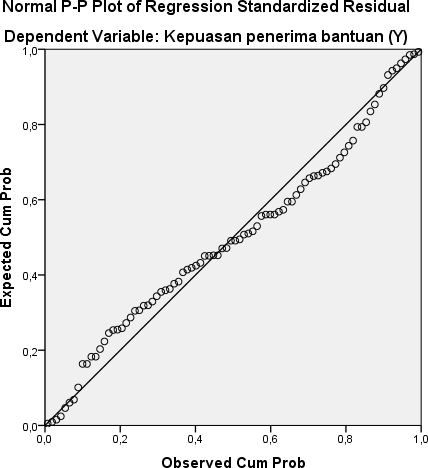 Normal P-P Plot of Regression Standardized Residual
Dependent Variable: Kepuasan penerima bantuan (Y)
1,0
0,8
0,6
0,4
0,2
0,0
Expected Cum Prob
0,0 0,2 0,4 0,6 0,8 1,0
Observed Cum Prob